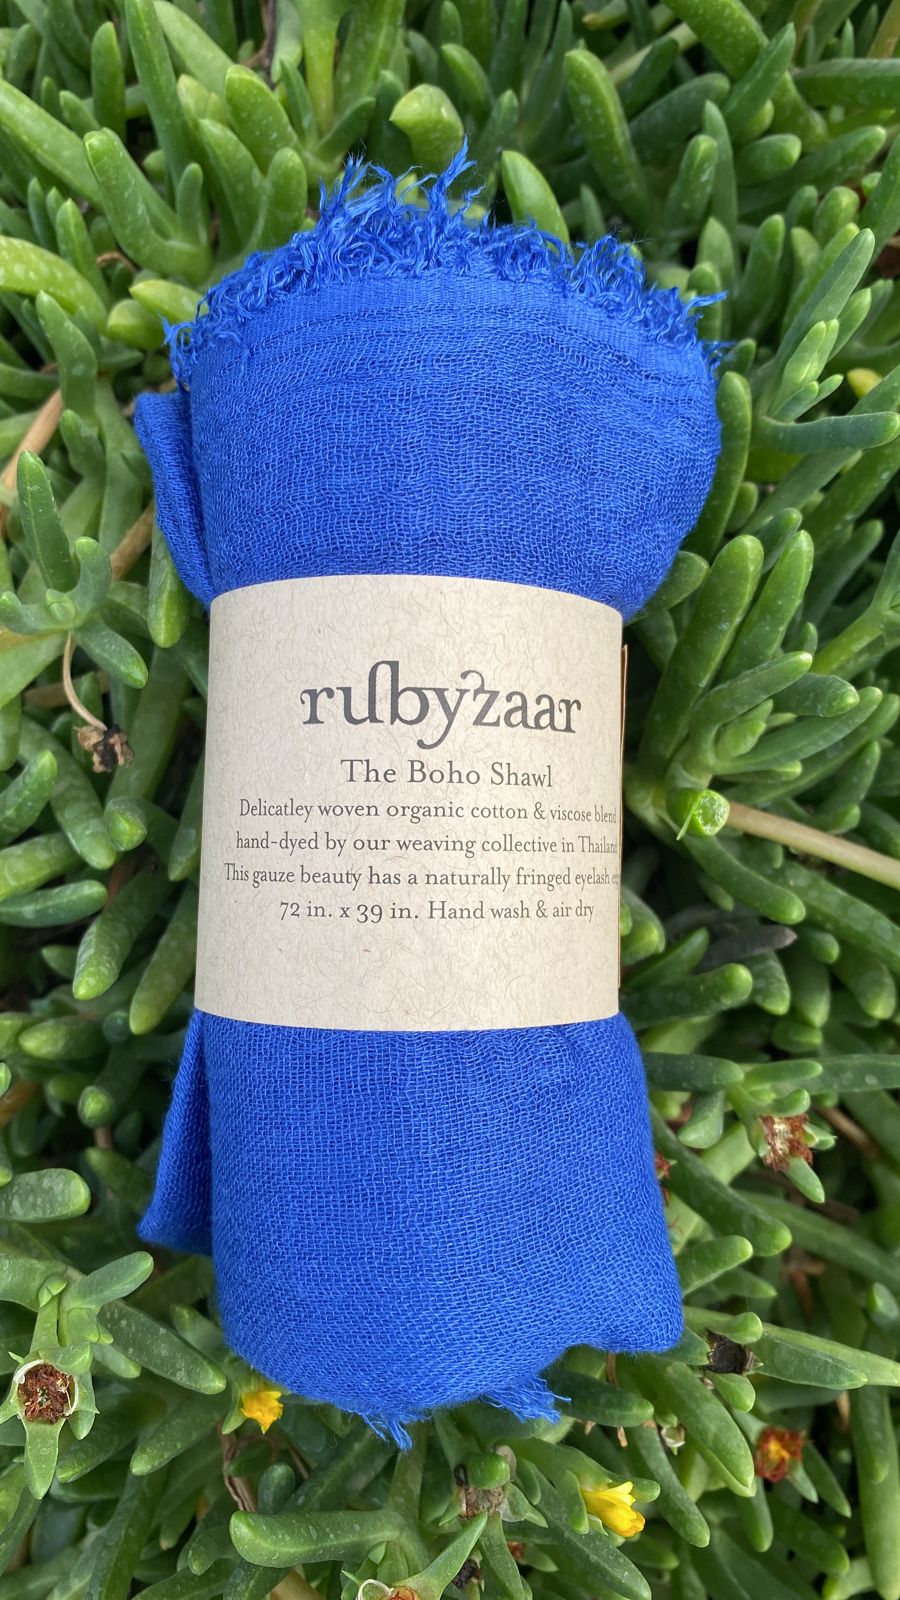 rubyzaar
The Boho Shawl
Delicatley woven organic cotton & viscose blend
hand-dyed by our weaving collective in Thailand
This gauze beauty has a naturally fringed eyelash
72 in. x 39 in. Hand wash & air dry